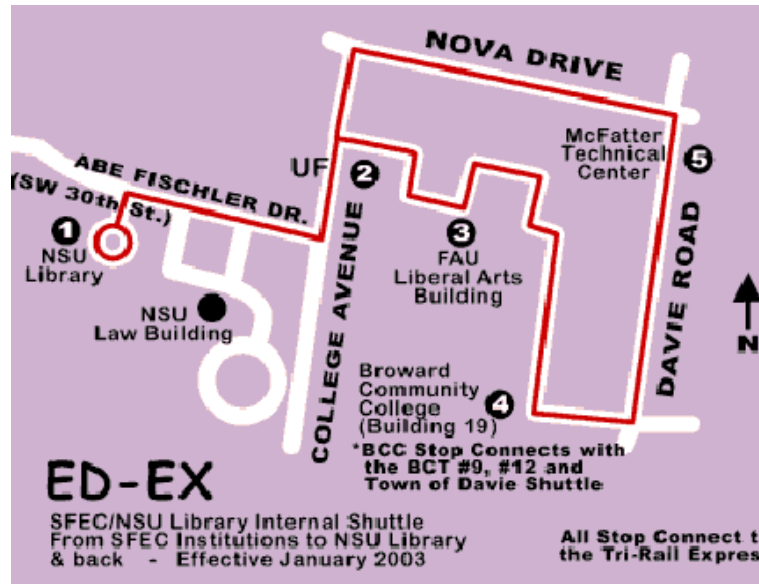 NOVA DRIVE
McFatter
Technical
Center
5
ABE FISCHLER DR.
(SW 30th St.)
UF
2
1
NSU
Library
3
FAU
Liberal Arts
Building
COLLEGE AVENUE
DAVIE ROAD
NSU
Law Building
N
Broward
Community
College
(Building 19)
4
*BCC Stop Connects with
the BCT #9, #12 and
Town of Davie Shuttle
ED-EX
SFEC/NSU Library Internal Shuttle
From SFEC Institutions to NSU Library
& back - Effective January 2003
All Stop Connect t
the Tri-Rail Expres